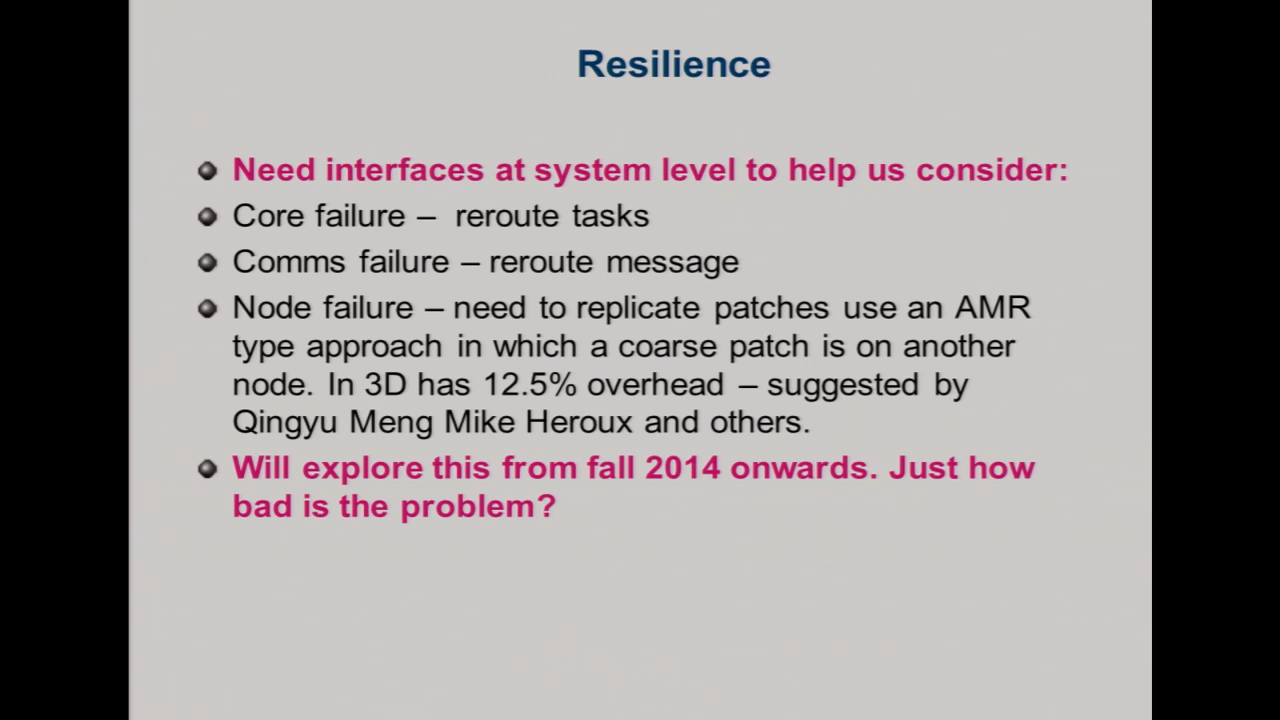 Resilience
Need interfaces at system level to help us consider:
Core failure – reroute tasks
Comms failure – reroute message
Node failure – need to replicate patches use an AMR
type approach in which a coarse patch is on another
node. In 3D has 12.5% overhead – suggested by
Qingyu Meng Mike Heroux and others.
Will explore this from fall 2014 onwards. Just how
bad is the problem?